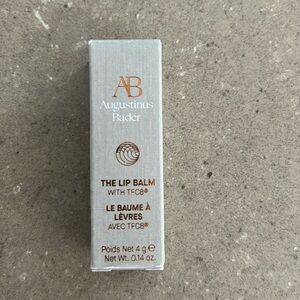 AB
Augustinus
Bader
THE LIP BALM
WITH TFC8®
LE BAUME À
LÈVRES
AVEC TFC8®
Poids Net 4 g ℮
Net Wt. 0.14 oz.